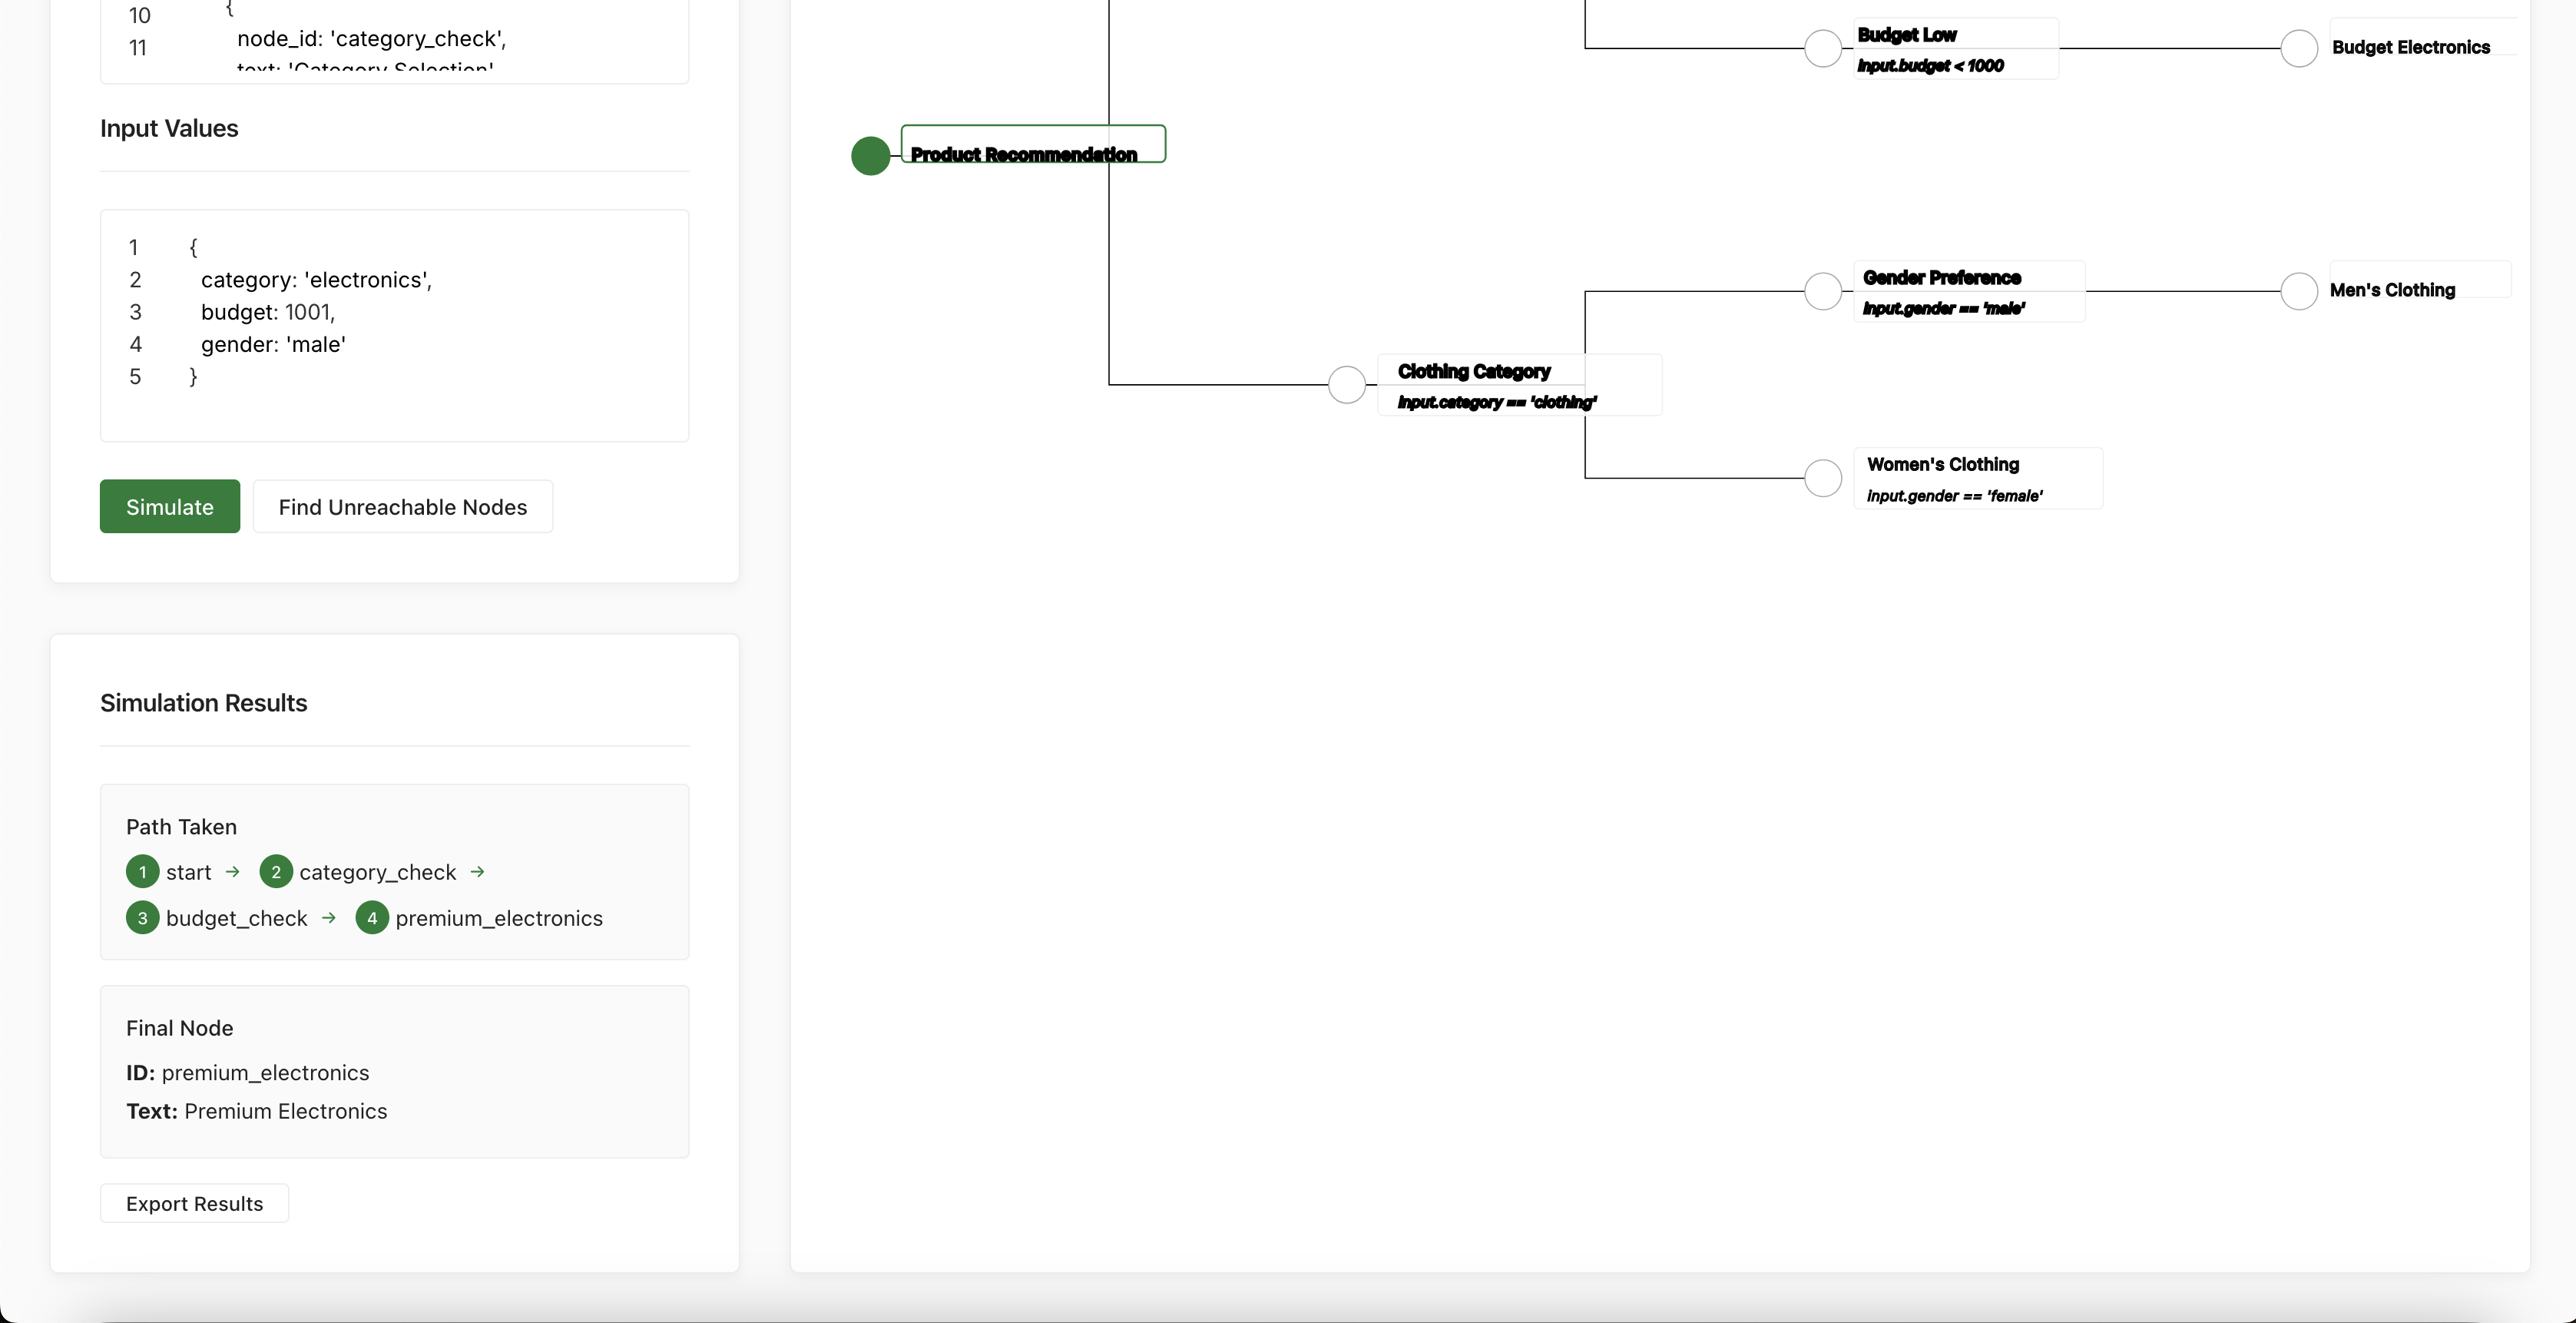 10 {
11 node_id: 'category_check',
text: 'Category Selection'
Input Values
1 {
2 category: 'electronics',
3 budget: 1001,
4 gender: 'male'
5 }
Simulate
Find Unreachable Nodes
Simulation Results
Path Taken
1 start → 2 category_check →
3 budget_check → 4 premium_electronics
Final Node
ID: premium_electronics
Text: Premium Electronics
Export Results
Budget Low
input.budget < 1000
Budget Electronics
Product Recommendation
Gender Preference
input.gender == 'male'
Men's Clothing
Clothing Category
input.category == 'clothing'
Women's Clothing
input.gender == 'female'